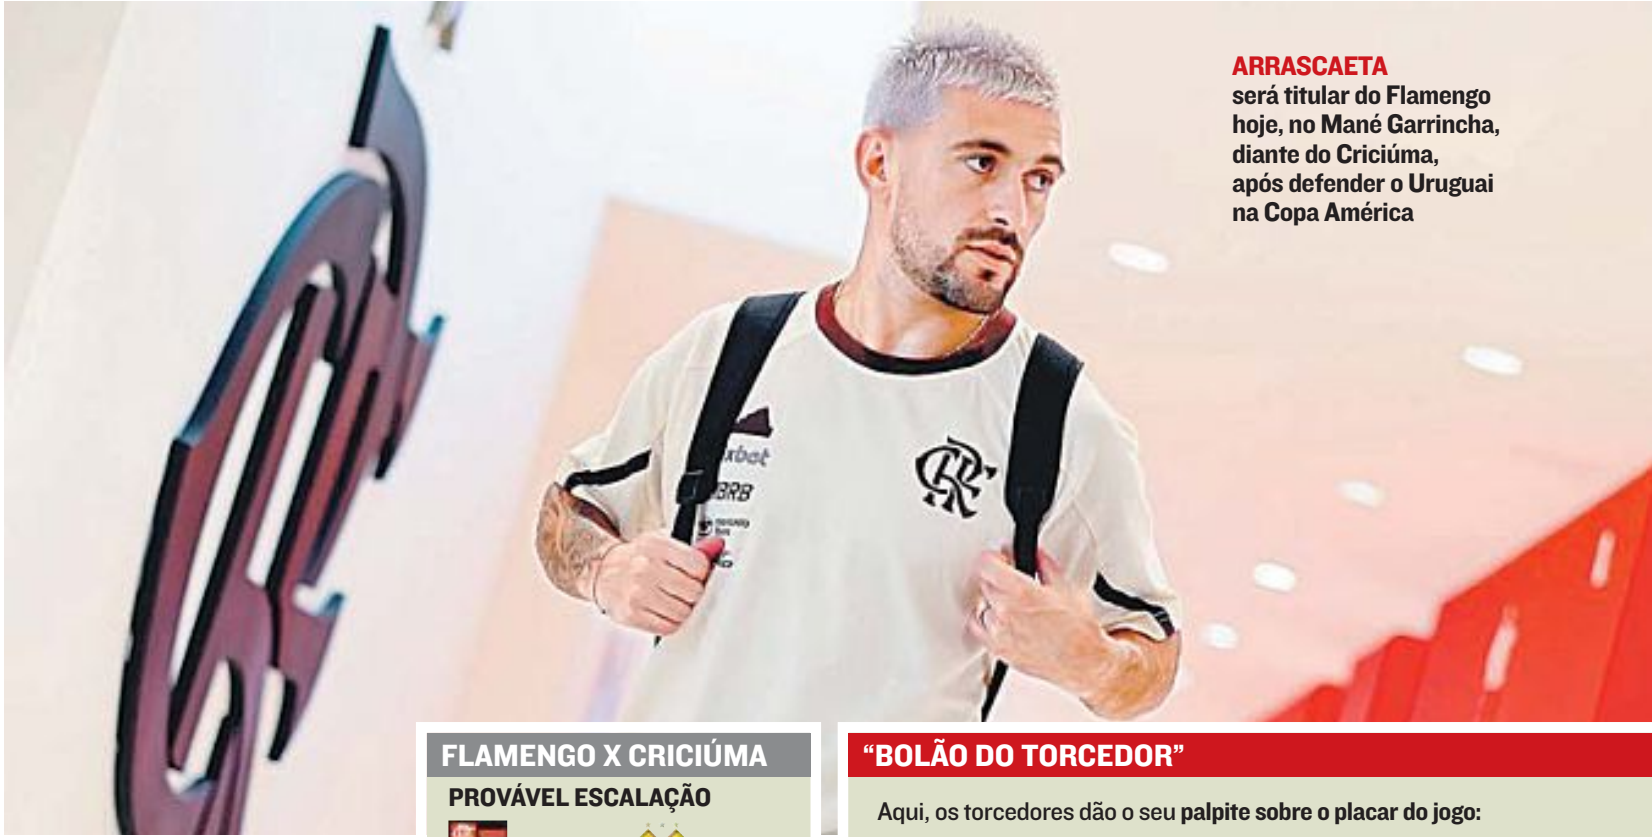 ARRASCAETA
será titular do Flamengo
hoje, no Mané Garrincha,
diante do Criciúma,
após defender o Uruguai
na Copa América
BRB
FLAMENGO X CRICIÚMA
PROVÁVEL ESCALAÇÃO
“BOLÃO DO TORCEDOR”
Aqui, os torcedores dão o seu palpite sobre o placar do jogo: